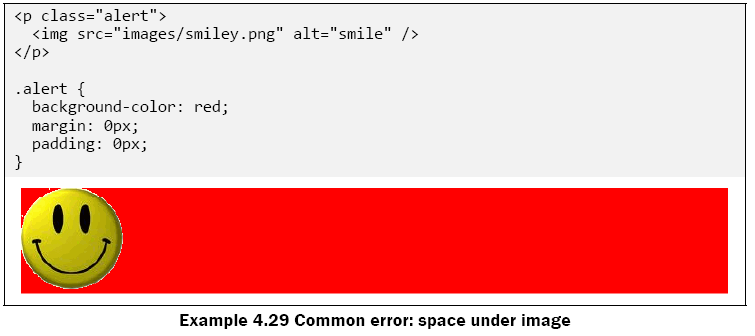 <p class="alert">
  <img src="images/smiley.png" alt="smile" />
</p>

.alert {
  background-color: red;
  margin: 0px;
  padding: 0px;
}
Example 4.29 Common error: space under image